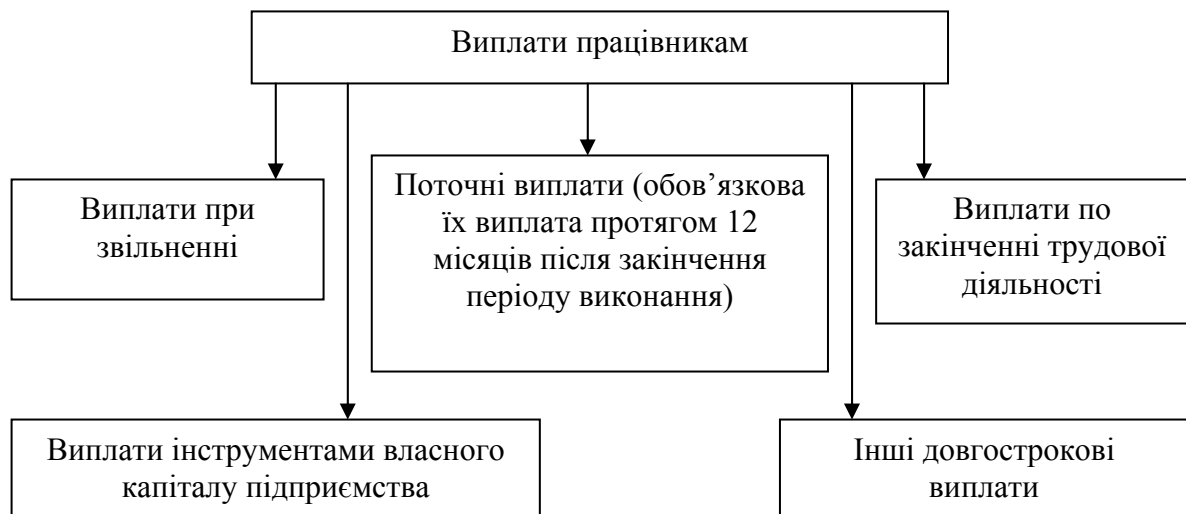 Виплати працівникам
Виплати при
звільненні
Поточні виплати (обов’язкова
їх виплата протягом 12
місяців після закінчення
періоду виконання)
Виплати по
закінченні трудової
діяльності
Виплати інструментами власного
капіталу підприємства
Інші довгострокові
виплати